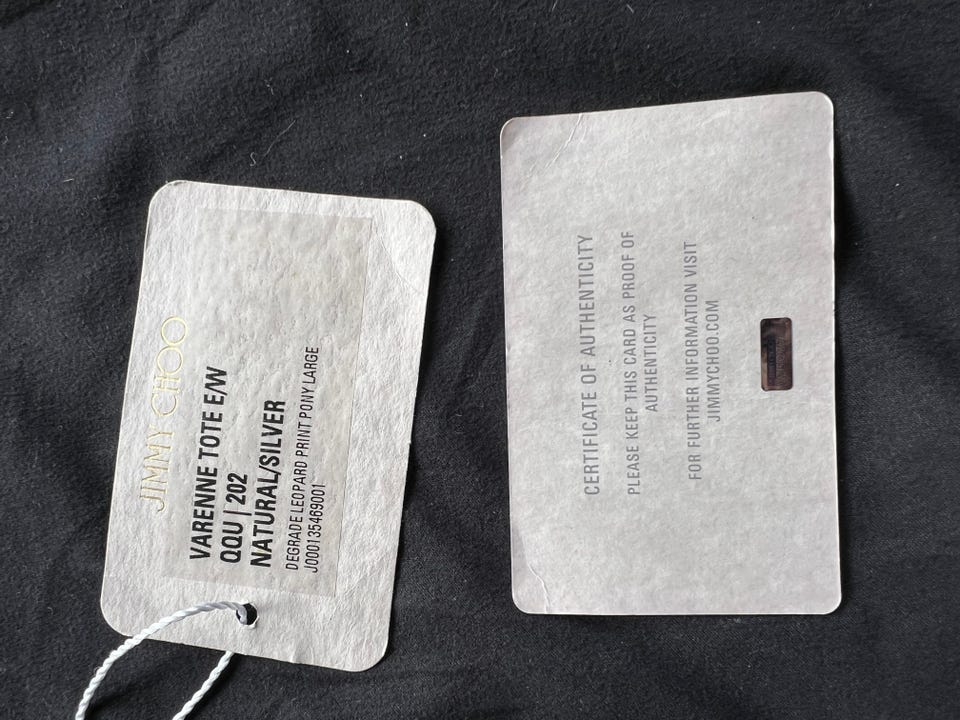 JIMMY CHOO
VARENNE TOTE E/W
QQU | 202
NATURAL/SILVER
DEGRADE LEOPARD PRINT PONY LARGE
J000135469001
CERTIFICATE OF AUTHENTICITY
PLEASE KEEP THIS CARD AS PROOF OF
AUTHENTICITY
FOR FURTHER INFORMATION VISIT
JIMMYCHOO.COM